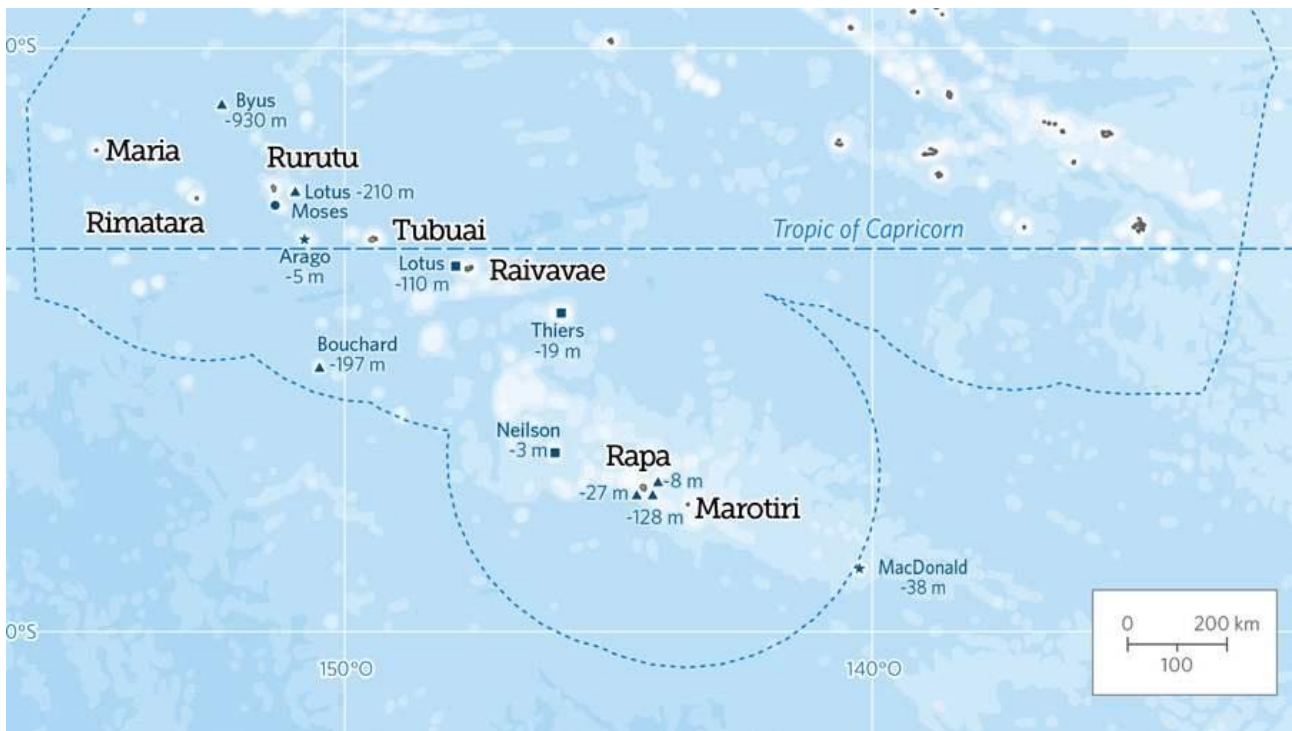 0°S
Byus
-930 m
Maria
Rurutu
Lotus -210 m
Moses
Rimatara
Tubuai
Tropic of Capricorn
Arago
-5 m
Lotus
-110 m
Raivavae
Thiers
-19 m
Bouchard
-197 m
Neilson
-3 m
Rapa
-8 m
-27 m
-128 m
Marotiri
MacDonald
-38 m
0°S
150°O
140°O
0 200 km
100